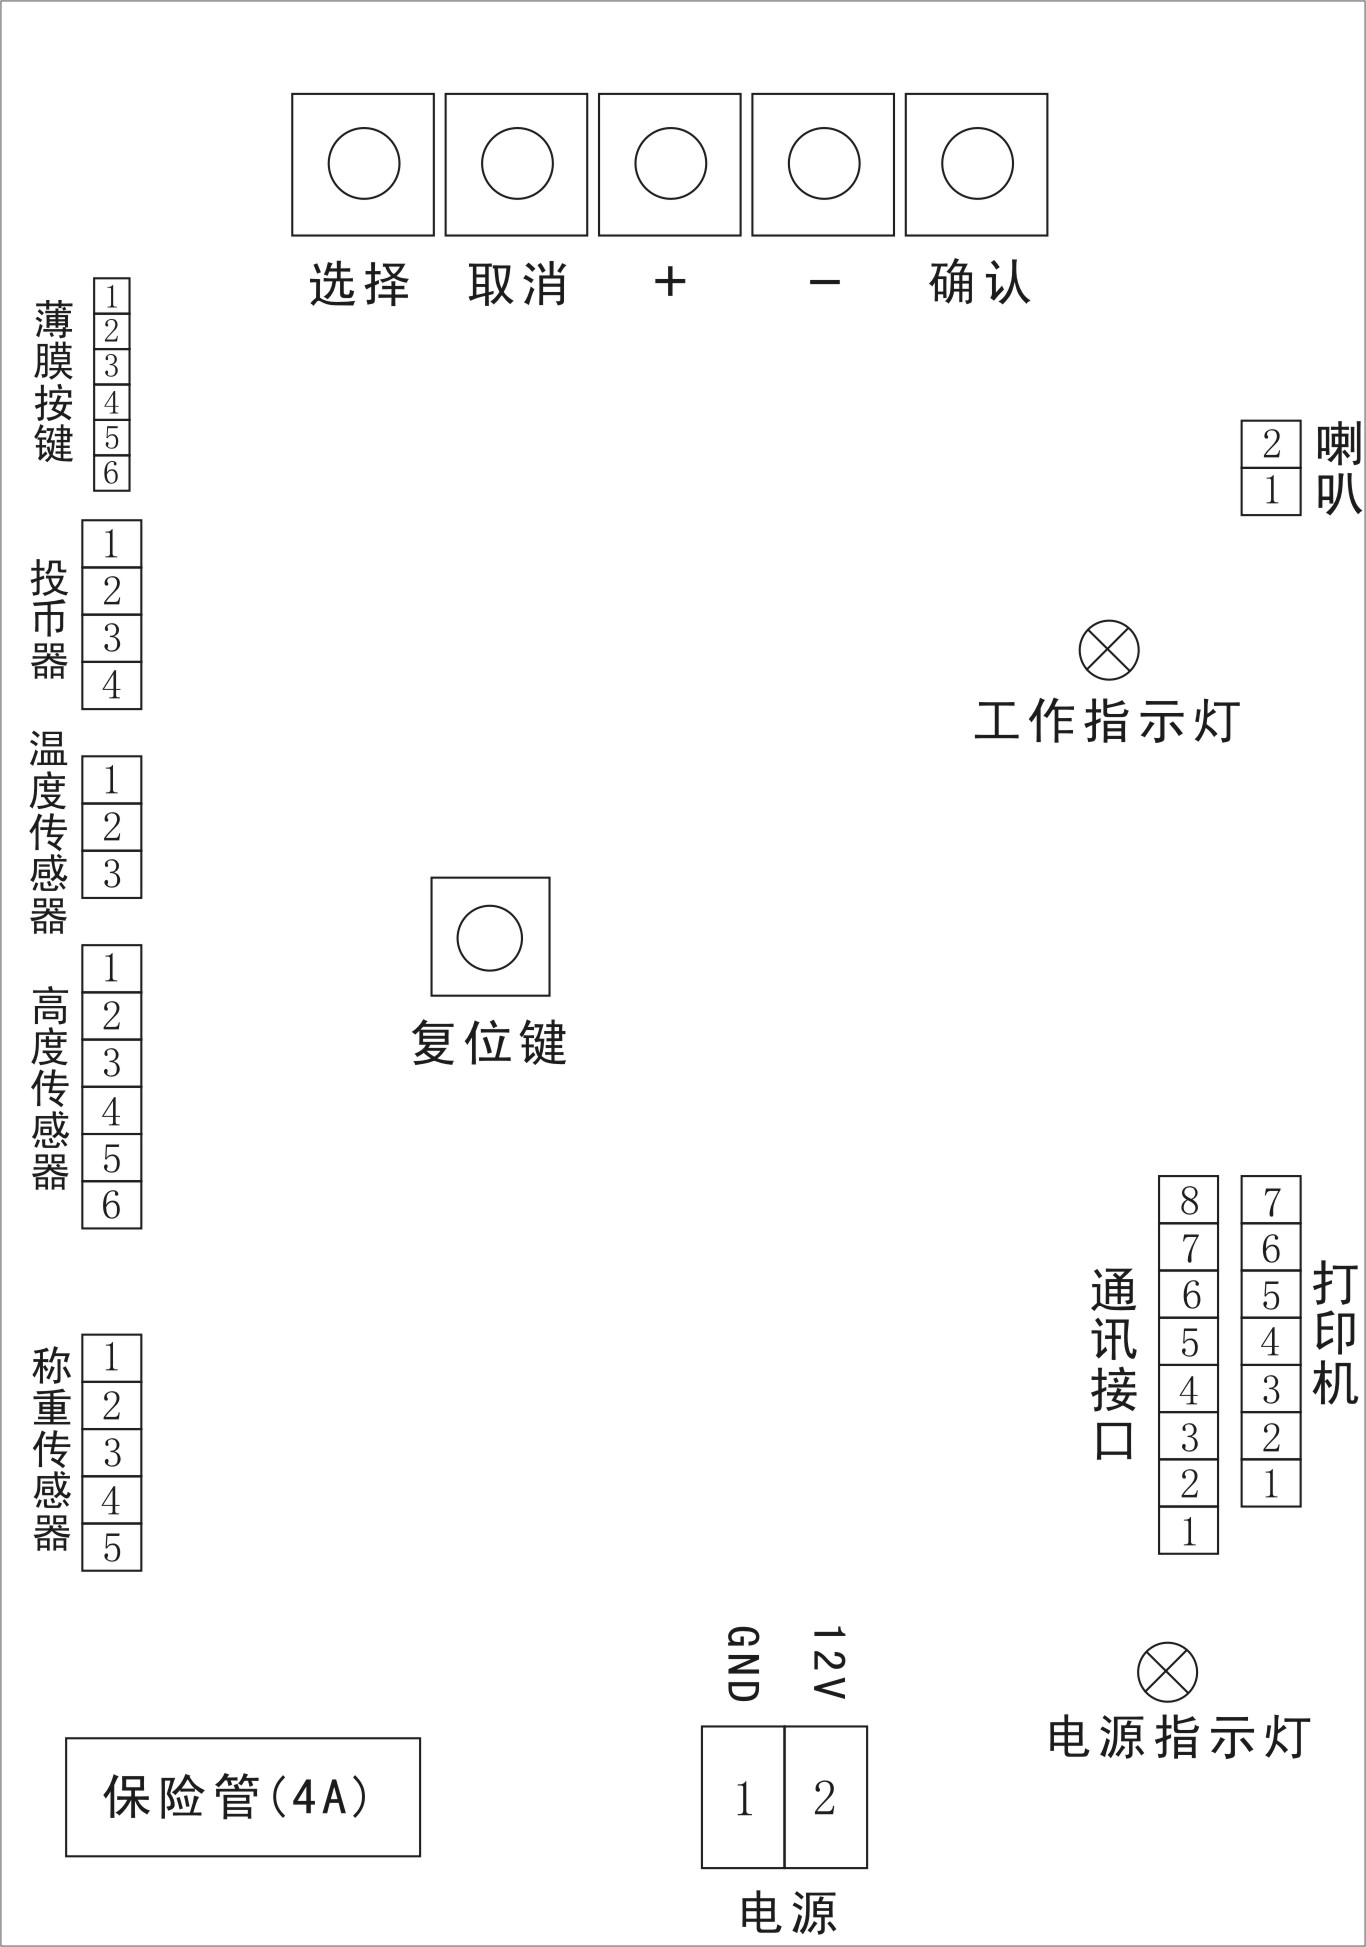 选择 取消 + − 确认
薄膜按键
1
2
3
4
5
6
喇叭
2
1
投币器
1
2
3
4
工作指示灯
温度传感器
1
2
3
复位键
高度传感器
1
2
3
4
5
6
通讯接口
8
7
6
5
4
3
2
1
打印机
7
6
5
4
3
2
1
称重传感器
1
2
3
4
5
GND
12V
1 2
电源
电源指示灯
保险管(4A)